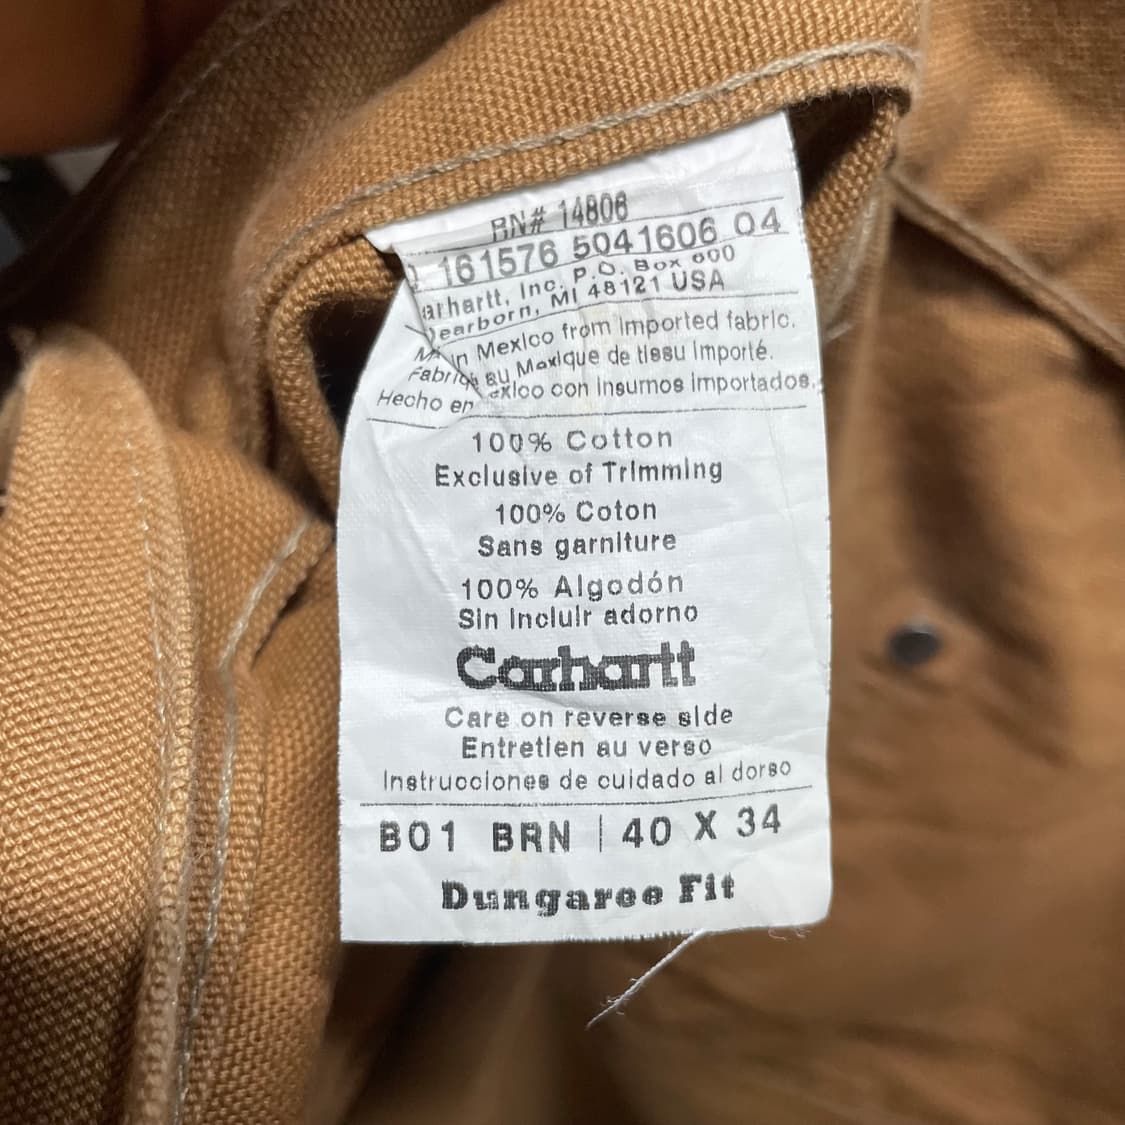 RN# 14806
161576 5041606 04
arhartt, Inc. P.O. Box 600
earborn, MI 48121 USA
in Mexico from imported fabric.
au Mexique de tissu importé.
Hecho en exico con insumos importados.
100% Cotton
Exclusive of Trimming
100% Coton
Sans garniture
100% Algodón
Sin incluir adorno
Carhartt
Care on reverse side
Entretien au verso
Instrucciones de cuidado al dorso
B01 BRN | 40 X 34
Dungaree Fit